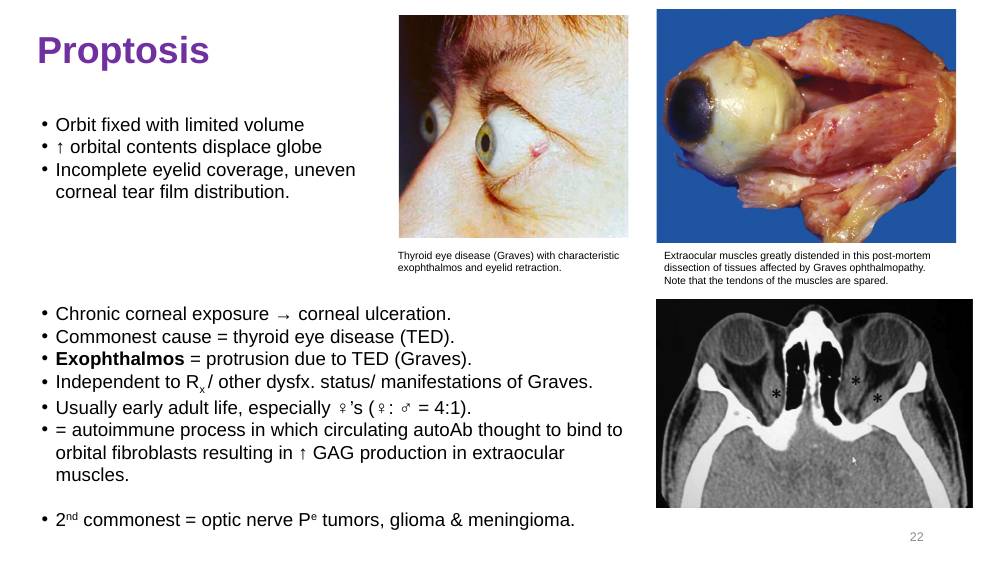 Proptosis
• Orbit fixed with limited volume
• ↑ orbital contents displace globe
• Incomplete eyelid coverage, uneven
corneal tear film distribution.
Thyroid eye disease (Graves) with characteristic
exophthalmos and eyelid retraction.
Extraocular muscles greatly distended in this post-mortem
dissection of tissues affected by Graves ophthalmopathy.
Note that the tendons of the muscles are spared.
• Chronic corneal exposure → corneal ulceration.
• Commonest cause = thyroid eye disease (TED).
• Exophthalmos = protrusion due to TED (Graves).
• Independent to Rx / other dysfx. status/ manifestations of Graves.
• Usually early adult life, especially ♀'s (♀: ♂ = 4:1).
• = autoimmune process in which circulating autoAb thought to bind to
orbital fibroblasts resulting in ↑ GAG production in extraocular
muscles.
• 2nd commonest = optic nerve Pe tumors, glioma & meningioma.
* * *
22